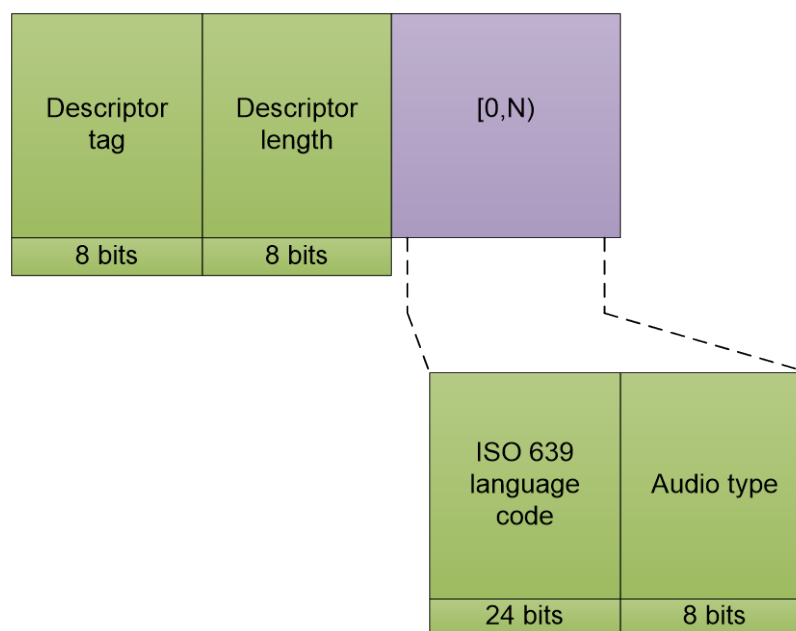 Descriptor
tag
Descriptor
length
[0,N)
8 bits
8 bits
ISO 639
language
code
Audio type
24 bits
8 bits